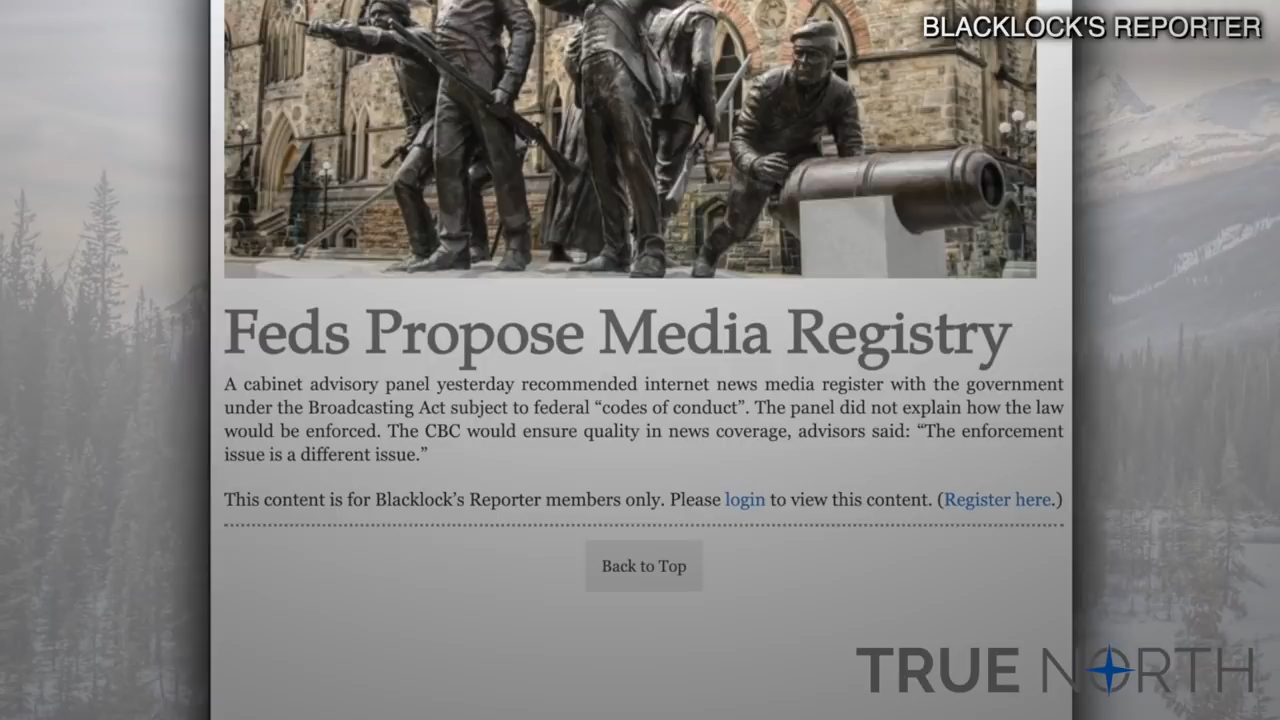 BLACKLOCK'S REPORTER
Feds Propose Media Registry
A cabinet advisory panel yesterday recommended internet news media register with the government
under the Broadcasting Act subject to federal “codes of conduct”. The panel did not explain how the law
would be enforced. The CBC would ensure quality in news coverage, advisors said: “The enforcement
issue is a different issue.”
This content is for Blacklock’s Reporter members only. Please login to view this content. (Register here.)
Back to Top
TRUE NORTH